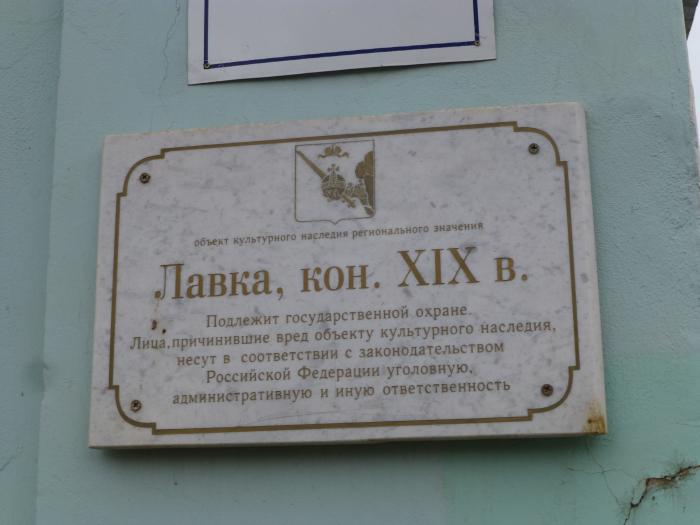 объект культурного наследия регионального значения
Лавка, кон. XIX в.
Подлежит государственной охране.
Лица, причинившие вред объекту культурного наследия,
несут в соответствии с законодательством
Российской Федерации уголовную,
административную и иную ответственность